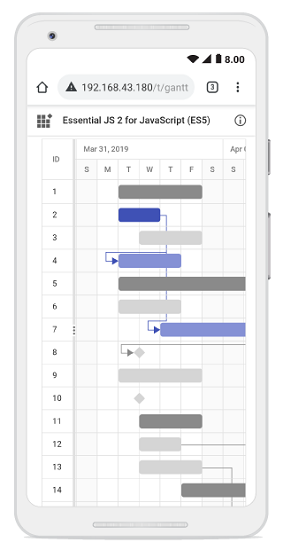 8.00
192.168.43.180/t/gantt
3
Essential JS 2 for JavaScript (ES5)
ID
Mar 31, 2019
Apr
S M T W T F S S
1
2
3
4
5
6
7
8
9
10
11
12
13
14